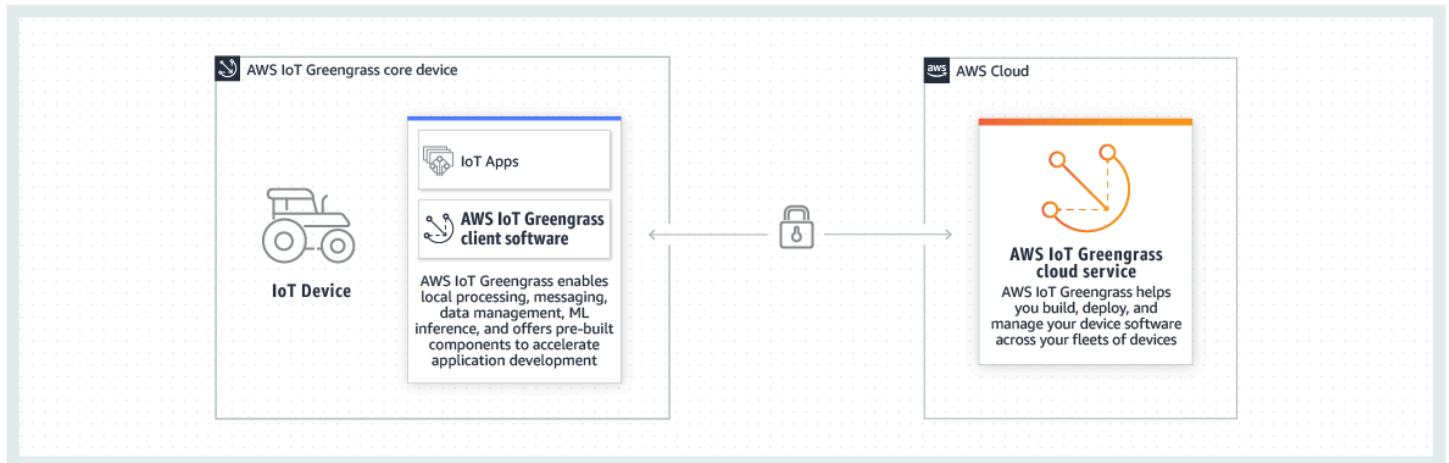 AWS IoT Greengrass core device
IoT Device
IoT Apps
AWS IoT Greengrass
client software
AWS IoT Greengrass enables
local processing, messaging,
data management, ML
inference, and offers pre-built
components to accelerate
application development
aws
AWS Cloud
AWS IoT Greengrass
cloud service
AWS IoT Greengrass helps
you build, deploy, and
manage your device software
across your fleets of devices